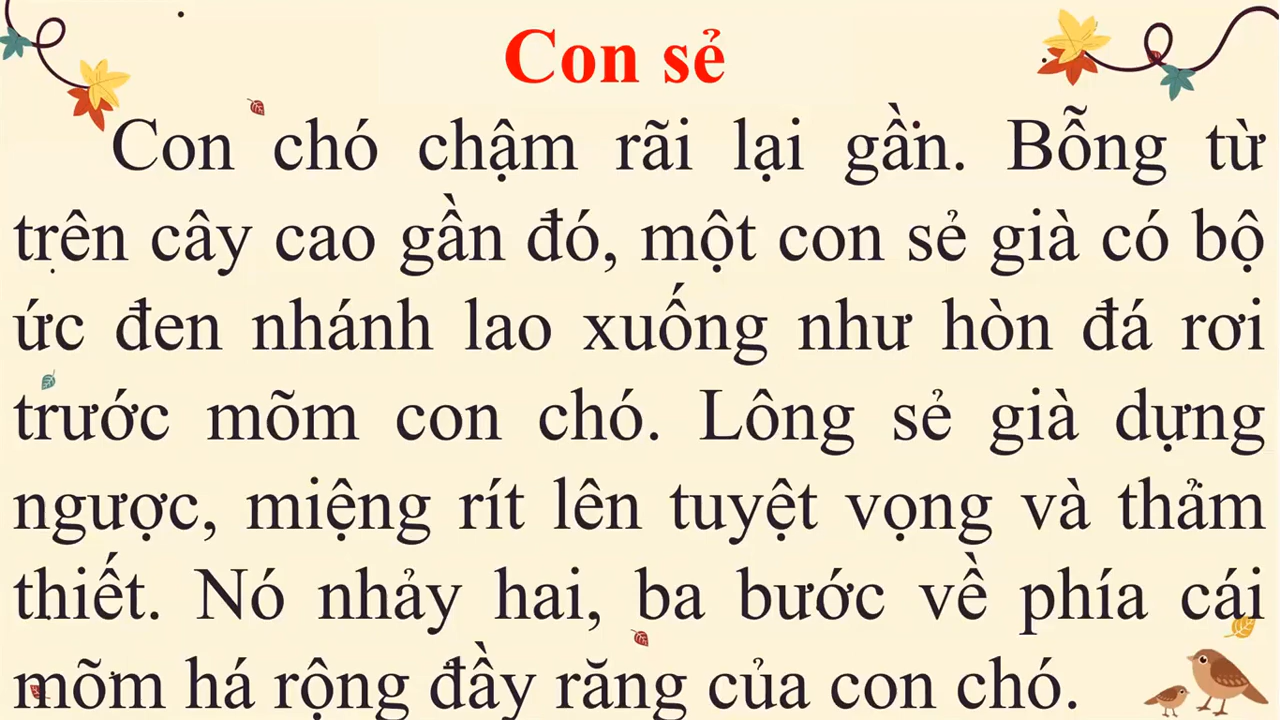 Con sẻ
Con chó chậm rãi lại gần. Bỗng từ
trên cây cao gần đó, một con sẻ già có bộ
ức đen nhánh lao xuống như hòn đá rơi
trước mõm con chó. Lông sẻ già dựng
ngược, miệng rít lên tuyệt vọng và thảm
thiết. Nó nhảy hai, ba bước về phía cái
mõm há rộng đầy răng của con chó.